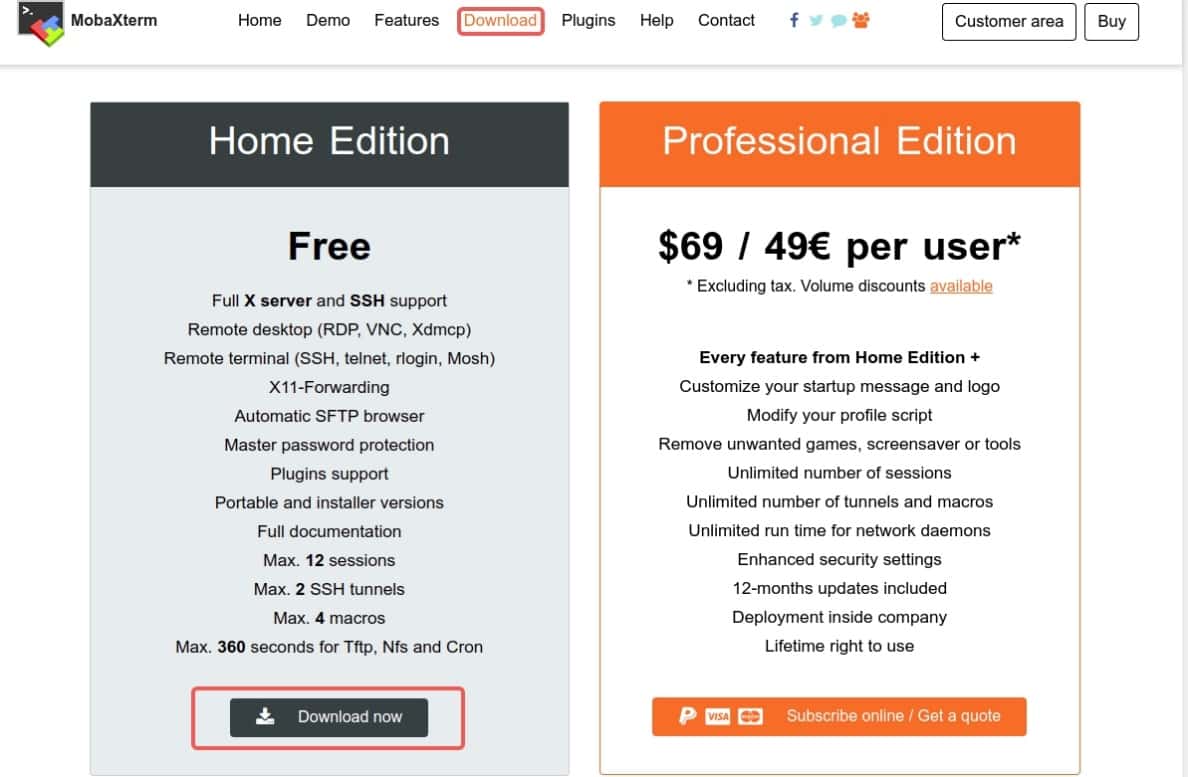 MobaXterm Home Demo Features Download Plugins Help Contact Customer area Buy
Home Edition
Free
Full X server and SSH support
Remote desktop (RDP, VNC, Xdmcp)
Remote terminal (SSH, telnet, rlogin, Mosh)
X11-Forwarding
Automatic SFTP browser
Master password protection
Plugins support
Portable and installer versions
Full documentation
Max. 12 sessions
Max. 2 SSH tunnels
Max. 4 macros
Max. 360 seconds for Tftp, Nfs and Cron
Download now
Professional Edition
$69 / 49€ per user*
* Excluding tax. Volume discounts available
Every feature from Home Edition +
Customize your startup message and logo
Modify your profile script
Remove unwanted games, screensaver or tools
Unlimited number of sessions
Unlimited number of tunnels and macros
Unlimited run time for network daemons
Enhanced security settings
12-months updates included
Deployment inside company
Lifetime right to use
VISA Subscribe online / Get a quote